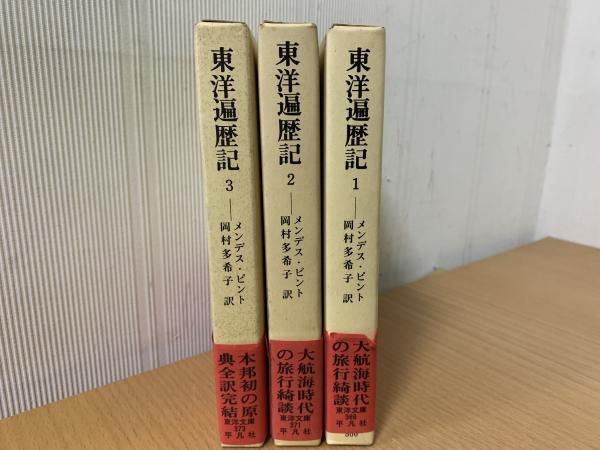 東洋遍歴記
3
メンデス・ピント
岡村多希子 訳
本邦初の原
典全訳完結
東洋文庫
373
平凡社
東洋遍歴記
2
メンデス・ピント
岡村多希子 訳
大航海時代
の旅行綺談
東洋文庫
371
平凡社
東洋遍歴記
1
メンデス・ピント
岡村多希子 訳
大航海時代
の旅行綺談
東洋文庫
366
平凡社